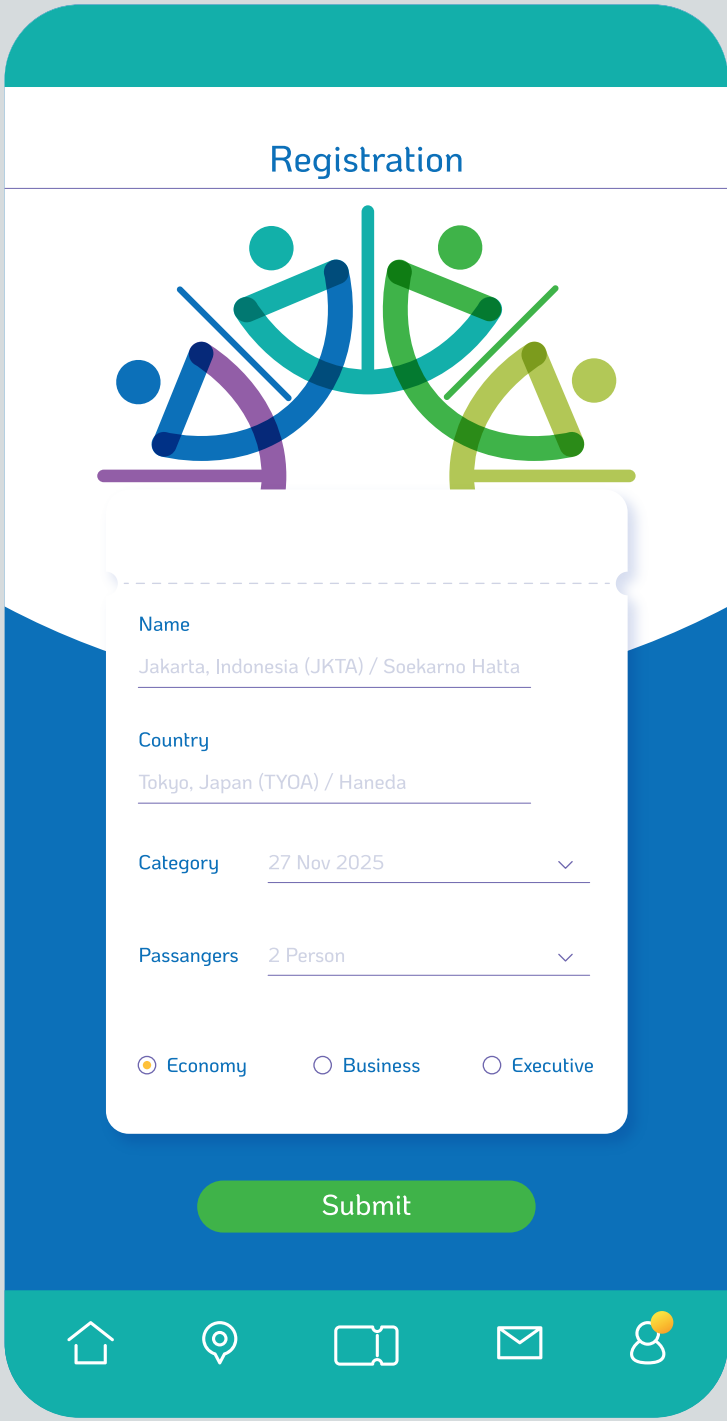 Registration
Name
Jakarta, Indonesia (JKTA) / Soekarno Hatta
Country
Tokyo, Japan (TYOA) / Haneda
Category 27 Nov 2025
Passangers 2 Person
Economy Business Executive
Submit